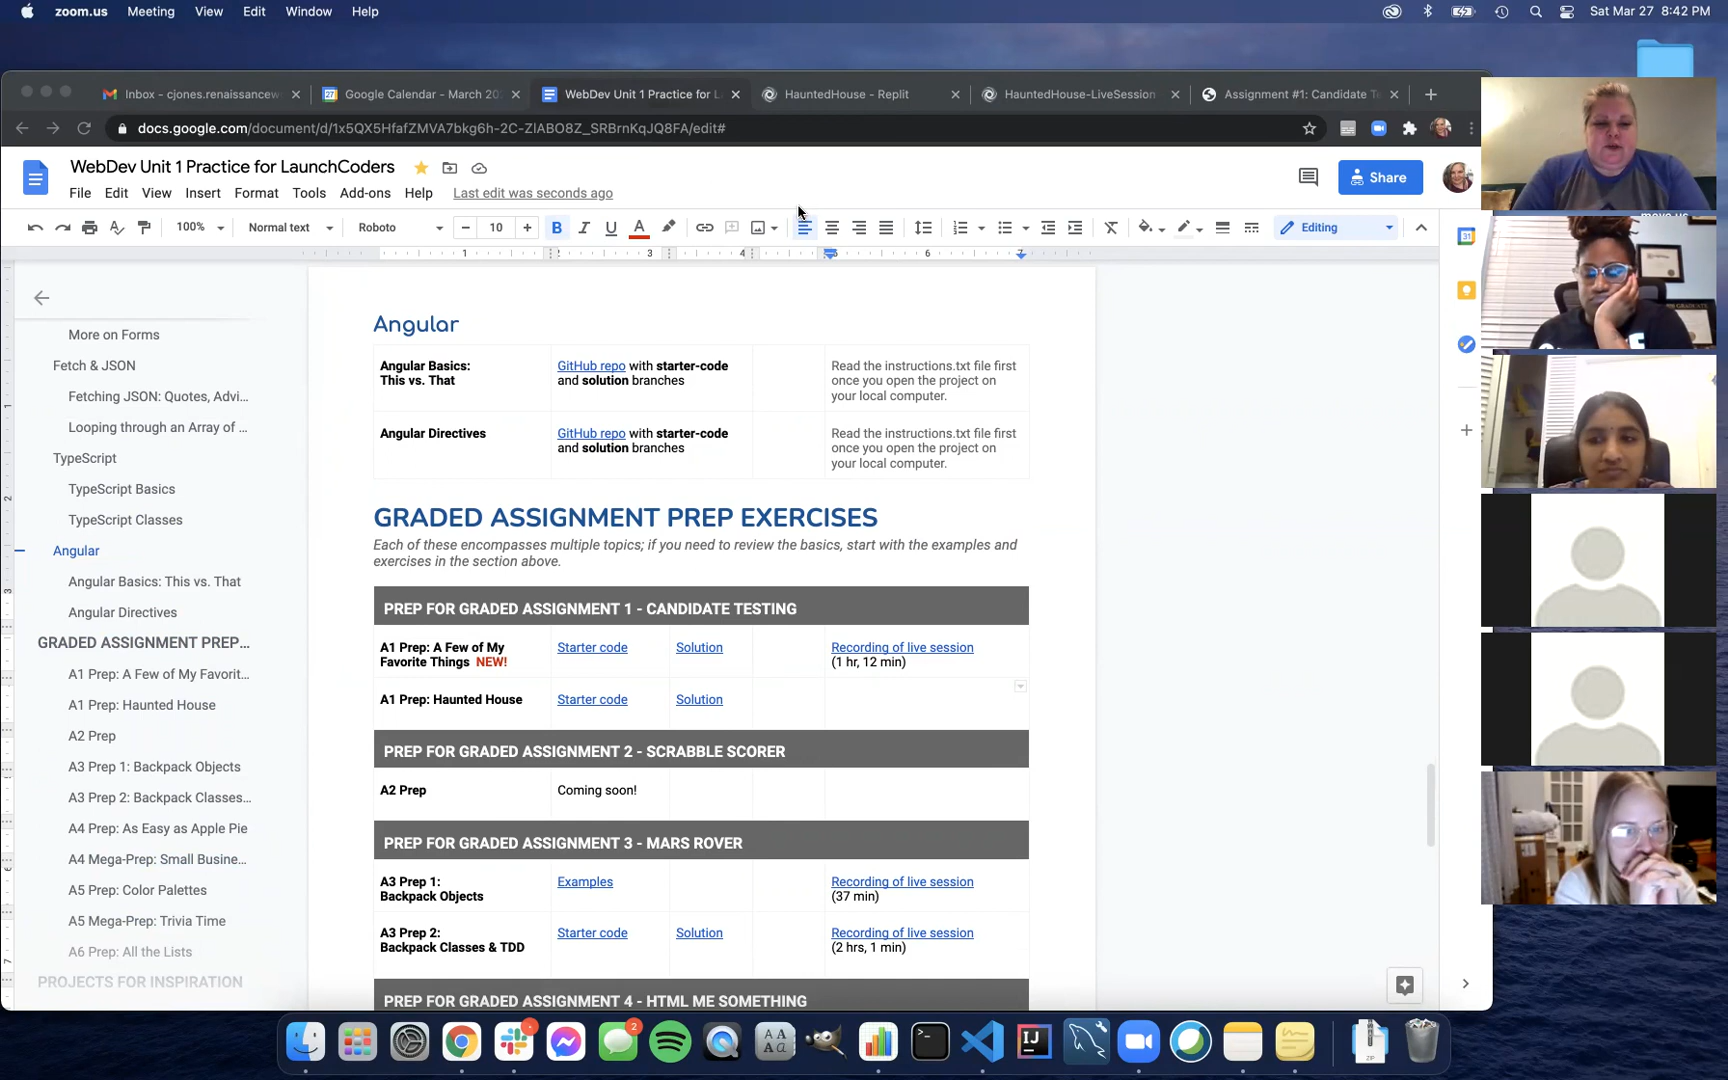 zoom.us Meeting View Edit Window Help
Sat Mar 27 8:42 PM
Inbox - cjones.renaissancew
Google Calendar - March 20
WebDev Unit 1 Practice for L
HauntedHouse - Replit
HauntedHouse-LiveSession
Assignment #1: Candidate Te
docs.google.com/document/d/1x5QX5HfafZMVA7bkg6h-2C-ZIABO8Z_SRBrnKqJQ8FA/edit#
WebDev Unit 1 Practice for LaunchCoders
File Edit View Insert Format Tools Add-ons Help Last edit was seconds ago
Share
100% Normal text Roboto 10 B I U A Editing
1 3 4 6 7
More on Forms
Fetch & JSON
Fetching JSON: Quotes, Advi...
Looping through an Array of ...
TypeScript
TypeScript Basics
TypeScript Classes
Angular
Angular Basics: This vs. That
Angular Directives
GRADED ASSIGNMENT PREP...
A1 Prep: A Few of My Favorit...
A1 Prep: Haunted House
A2 Prep
A3 Prep 1: Backpack Objects
A3 Prep 2: Backpack Classes...
A4 Prep: As Easy as Apple Pie
A4 Mega-Prep: Small Busine...
A5 Prep: Color Palettes
A5 Mega-Prep: Trivia Time
A6 Prep: All the Lists
PROJECTS FOR INSPIRATION
Angular
Angular Basics:
This vs. That
GitHub repo with starter-code
and solution branches
Read the instructions.txt file first
once you open the project on
your local computer.
Angular Directives
GitHub repo with starter-code
and solution branches
Read the instructions.txt file first
once you open the project on
your local computer.
GRADED ASSIGNMENT PREP EXERCISES
Each of these encompasses multiple topics; if you need to review the basics, start with the examples and
exercises in the section above.
PREP FOR GRADED ASSIGNMENT 1 - CANDIDATE TESTING
A1 Prep: A Few of My
Favorite Things NEW!
Starter code
Solution
Recording of live session
(1 hr, 12 min)
A1 Prep: Haunted House
Starter code
Solution
PREP FOR GRADED ASSIGNMENT 2 - SCRABBLE SCORER
A2 Prep
Coming soon!
PREP FOR GRADED ASSIGNMENT 3 - MARS ROVER
A3 Prep 1:
Backpack Objects
Examples
Recording of live session
(37 min)
A3 Prep 2:
Backpack Classes & TDD
Starter code
Solution
Recording of live session
(2 hrs, 1 min)
PREP FOR GRADED ASSIGNMENT 4 - HTML ME SOMETHING